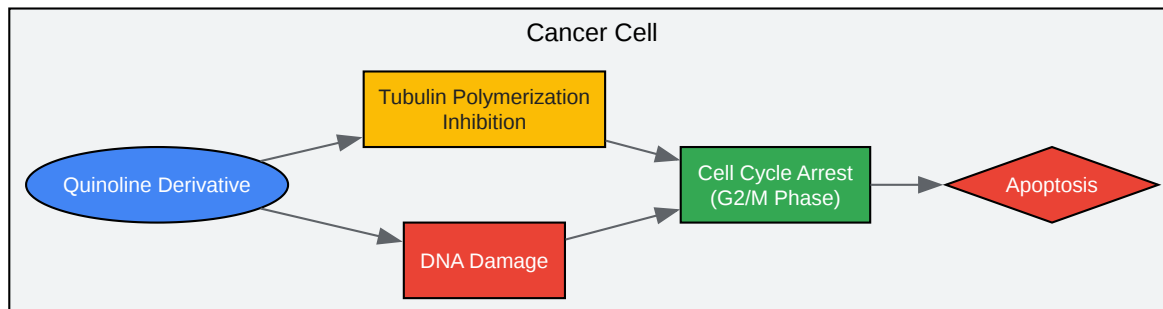 Cancer Cell
Tubulin Polymerization
Inhibition
Quinoline Derivative
Cell Cycle Arrest
(G2/M Phase)
Apoptosis
DNA Damage